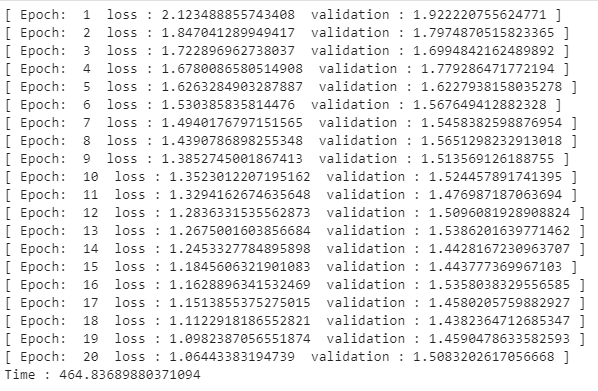 [ Epoch:  1  loss : 2.123488855743408  validation : 1.922220755624771 ]
[ Epoch:  2  loss : 1.847041289949417  validation : 1.7974870515823365 ]
[ Epoch:  3  loss : 1.722896962738037  validation : 1.6994842162489892 ]
[ Epoch:  4  loss : 1.6780086580514908  validation : 1.779286471772194 ]
[ Epoch:  5  loss : 1.6263284903287887  validation : 1.6227938158035278 ]
[ Epoch:  6  loss : 1.530385835814476  validation : 1.567649412882328 ]
[ Epoch:  7  loss : 1.4940176797151565  validation : 1.5458382598876954 ]
[ Epoch:  8  loss : 1.4390786898255348  validation : 1.5651298232913018 ]
[ Epoch:  9  loss : 1.3852745001867413  validation : 1.513569126188755 ]
[ Epoch:  10  loss : 1.3523012207195162  validation : 1.524457891741395 ]
[ Epoch:  11  loss : 1.3294162674635648  validation : 1.476987187063694 ]
[ Epoch:  12  loss : 1.2836331535562873  validation : 1.5096081928908824 ]
[ Epoch:  13  loss : 1.2675001603856684  validation : 1.5386201639771462 ]
[ Epoch:  14  loss : 1.2453327784895898  validation : 1.4428167230963707 ]
[ Epoch:  15  loss : 1.1845606321901083  validation : 1.443777369967103 ]
[ Epoch:  16  loss : 1.1628896341532469  validation : 1.5358038329556585 ]
[ Epoch:  17  loss : 1.1513855375275015  validation : 1.4580205759882927 ]
[ Epoch:  18  loss : 1.1122918186552821  validation : 1.4382364712685347 ]
[ Epoch:  19  loss : 1.0982387065551874  validation : 1.4590478633582593 ]
[ Epoch:  20  loss : 1.06443383194739  validation : 1.5083202617056668 ]
Time : 464.83689880371094